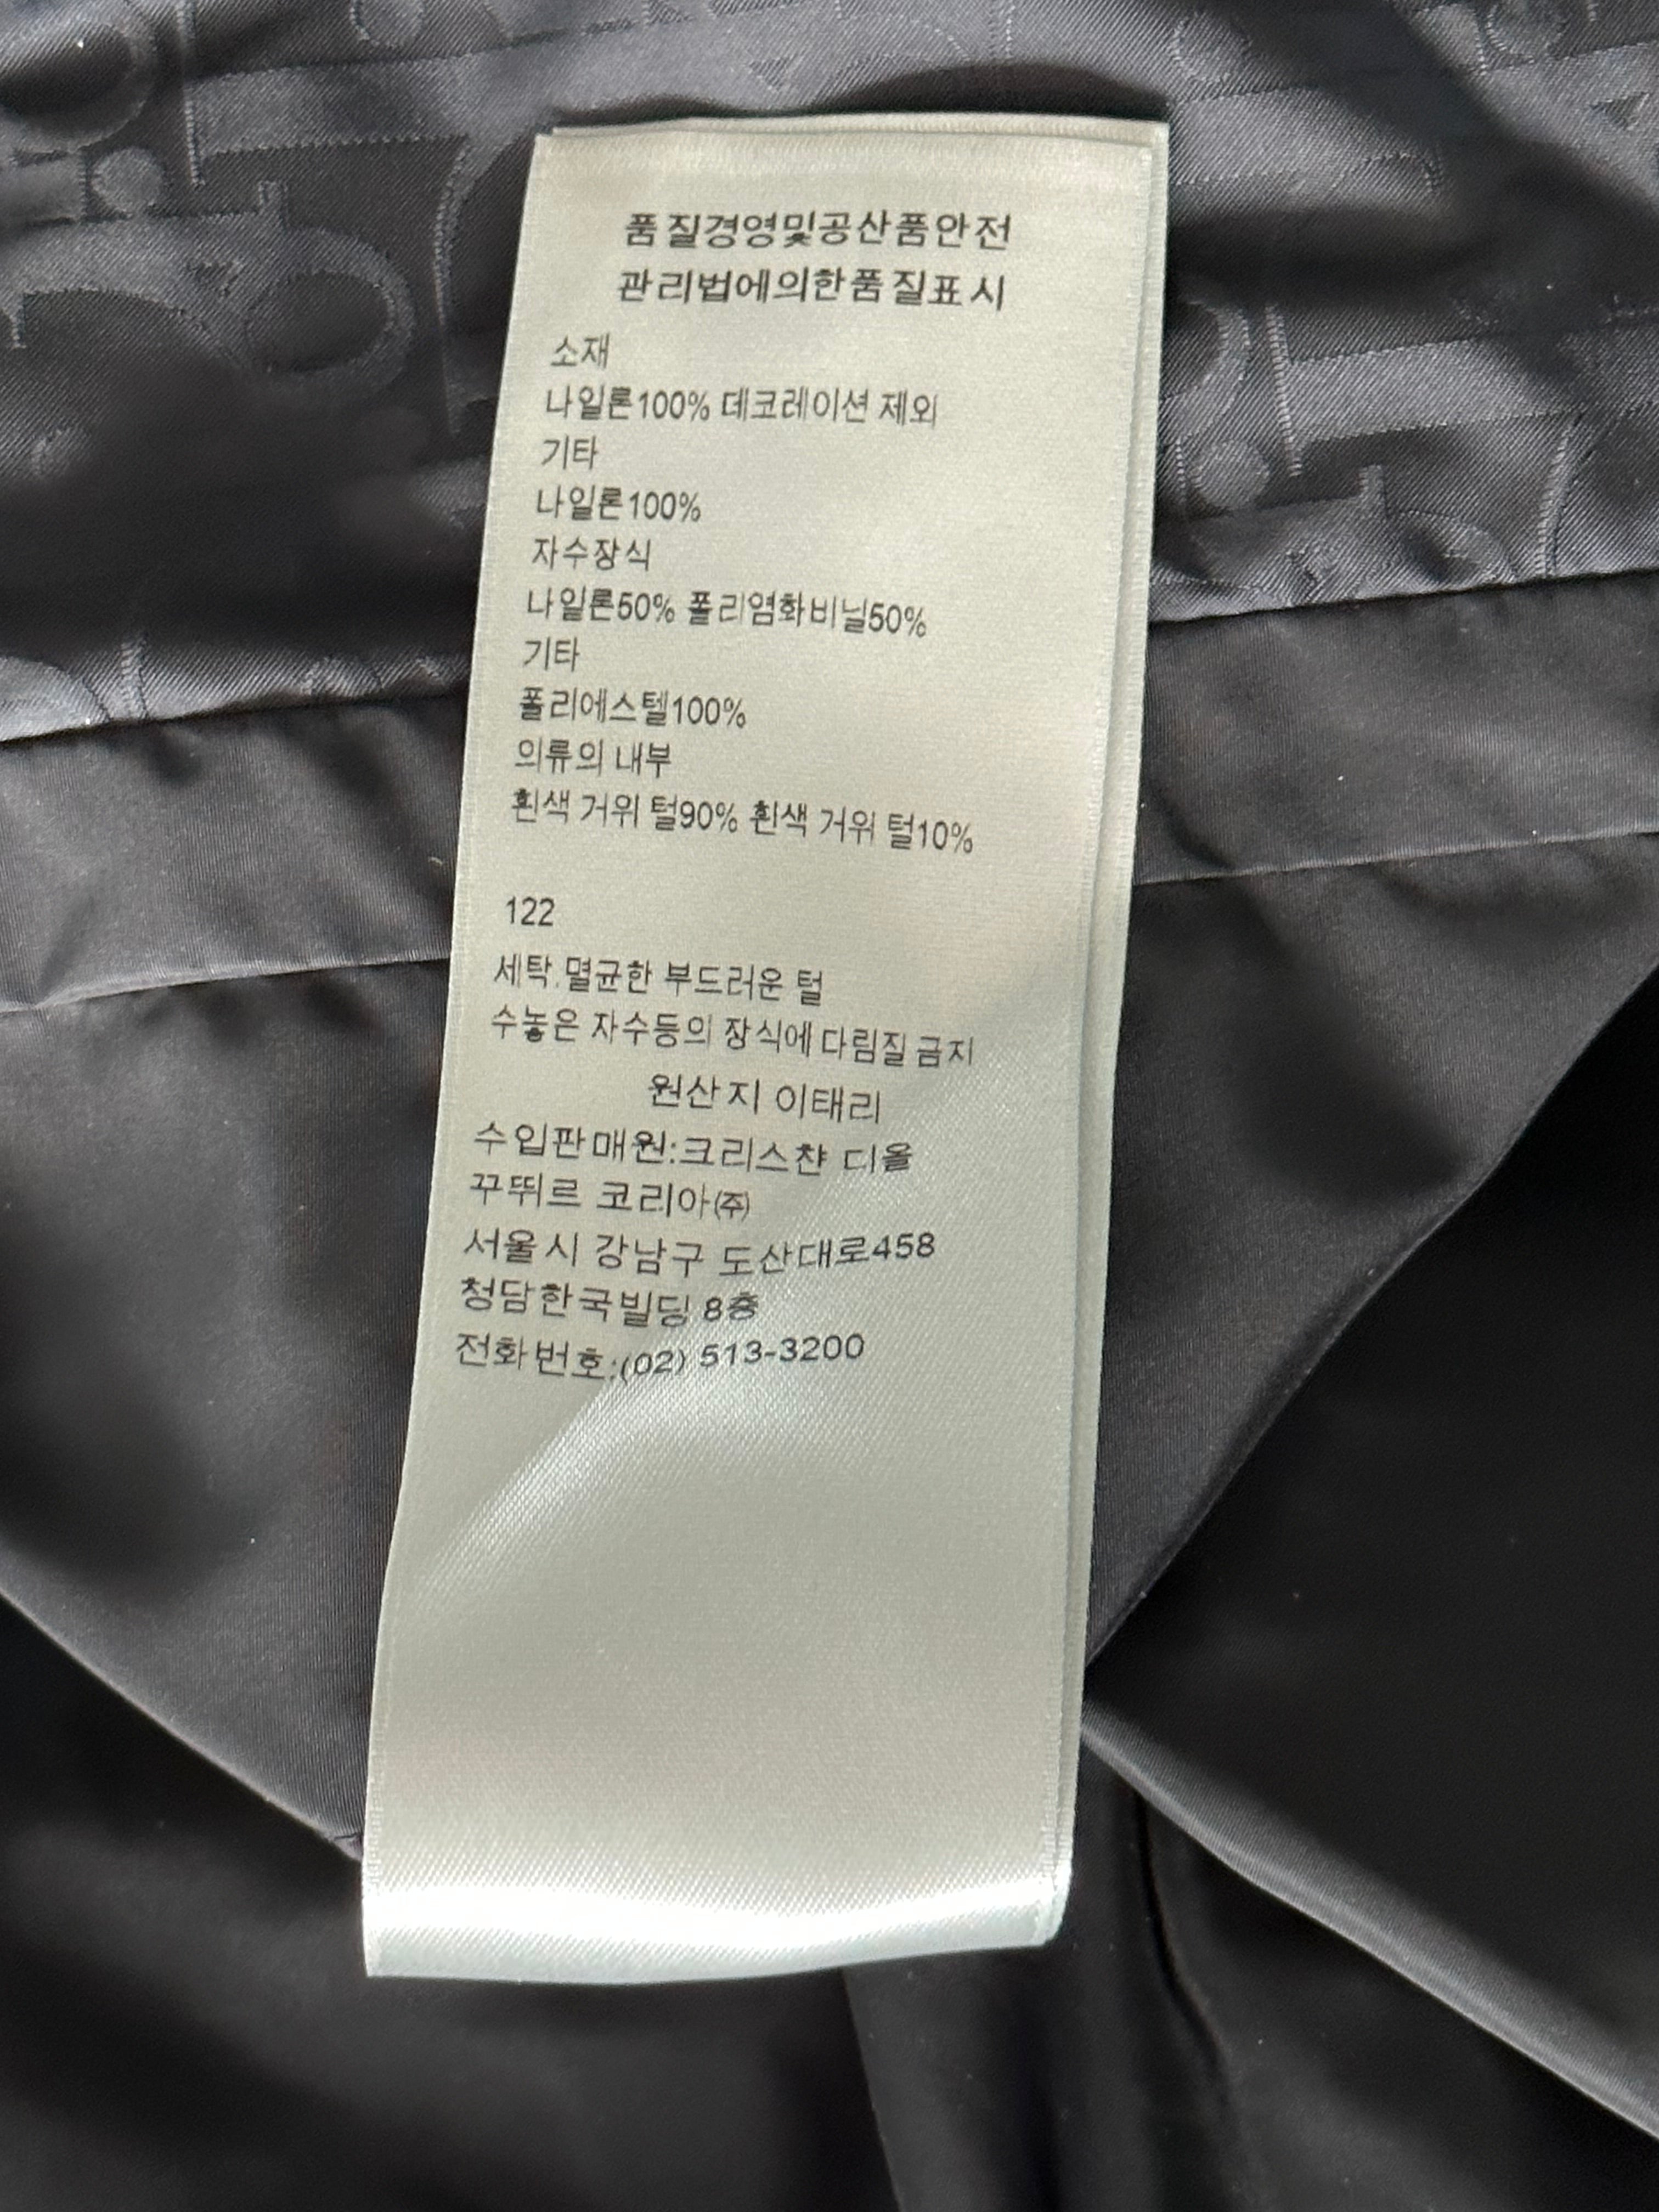 품질경영및공산품안전
관리법에의한품질표시
소재
나일론100% 데코레이션 제외
기타
나일론100%
자수장식
나일론50% 폴리염화비닐50%
기타
폴리에스텔100%
의류의 내부
흰색 거위 털90% 흰색 거위 털10%
122
세탁.멸균한 부드러운 털
수놓은 자수등의 장식에 다림질 금지
원산지 이태리
수입판매원:크리스챤 디올
꾸뛰르 코리아㈜
서울시 강남구 도산대로458
청담한국빌딩 8층
전화번호:(02) 513-3200